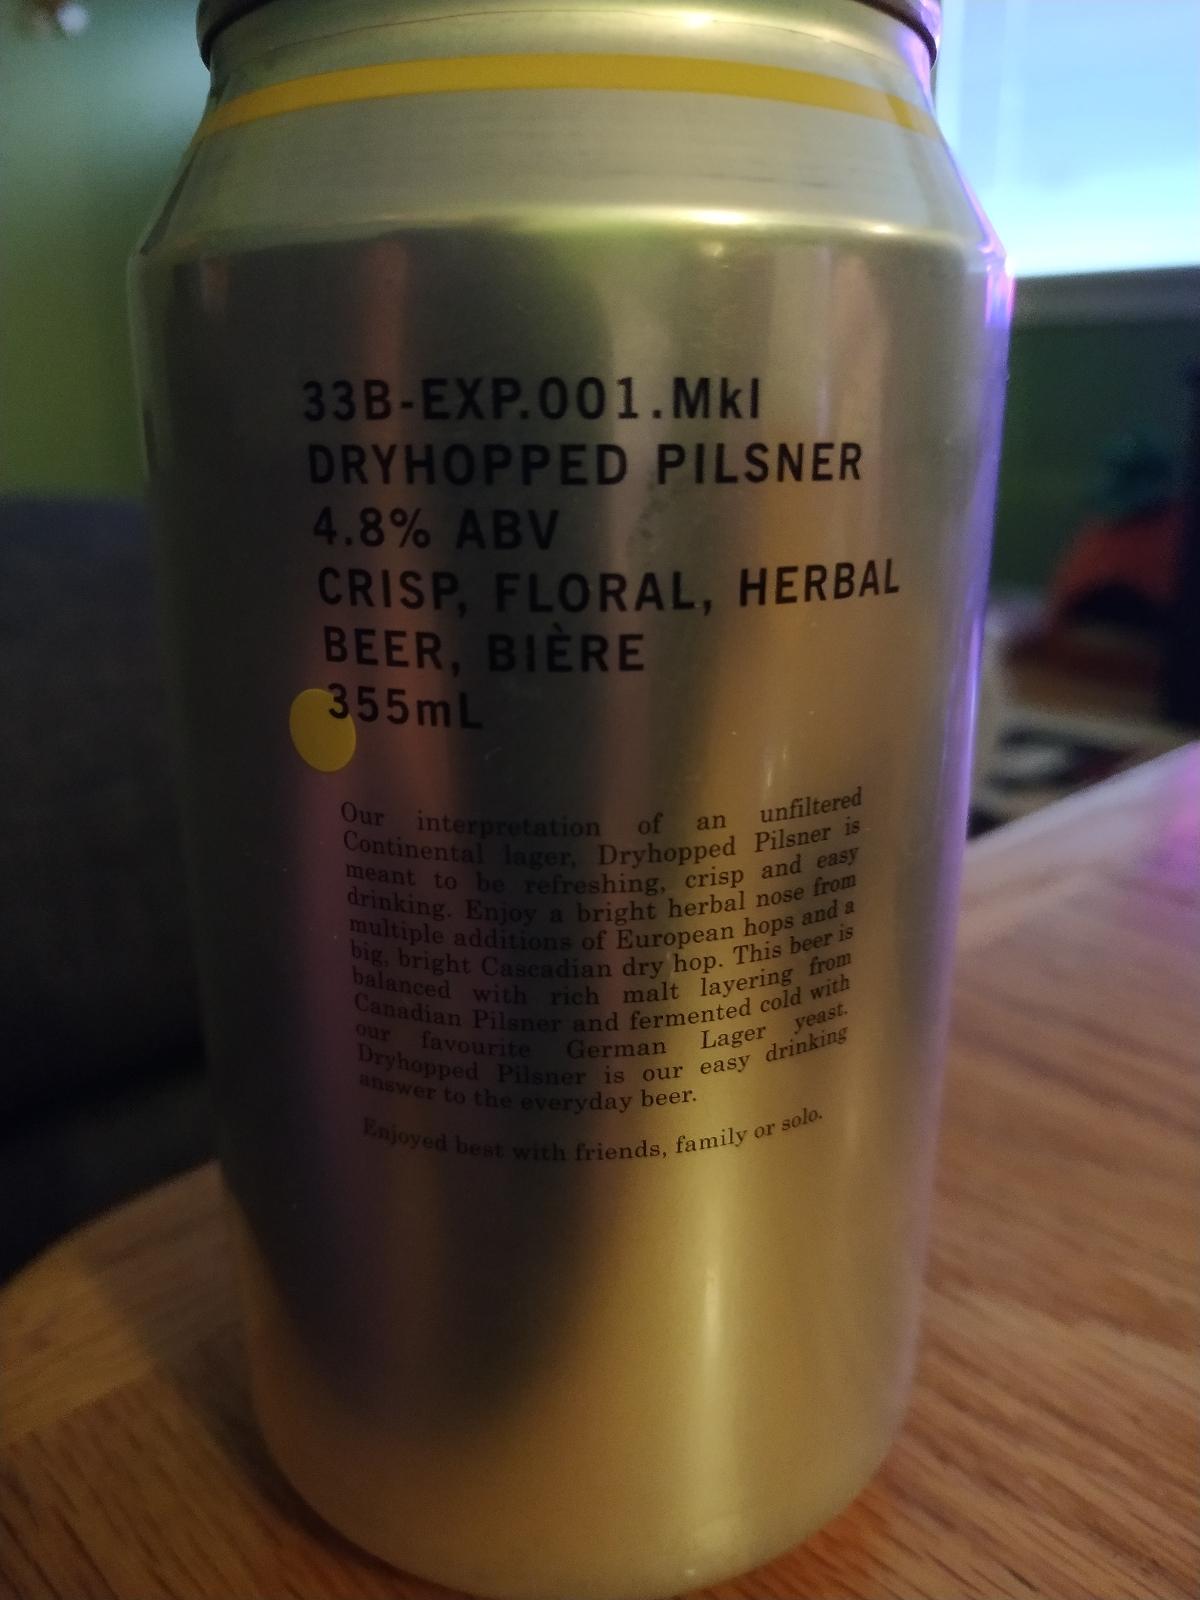 33B-EXP.001.MkI
DRYHOPPED PILSNER
4.8% ABV
CRISP, FLORAL, HERBAL
BEER, BIÈRE
355mL
Our interpretation of an unfiltered
Continental lager, Dryhopped Pilsner is
meant to be refreshing, crisp and easy
drinking. Enjoy a bright herbal nose from
multiple additions of European hops and a
big, bright Cascadian dry hop. This beer is
balanced with rich malt layering from
Canadian Pilsner and fermented cold with
our favourite German Lager yeast.
Dryhopped Pilsner is our easy drinking
answer to the everyday beer.
Enjoyed best with friends, family or solo.